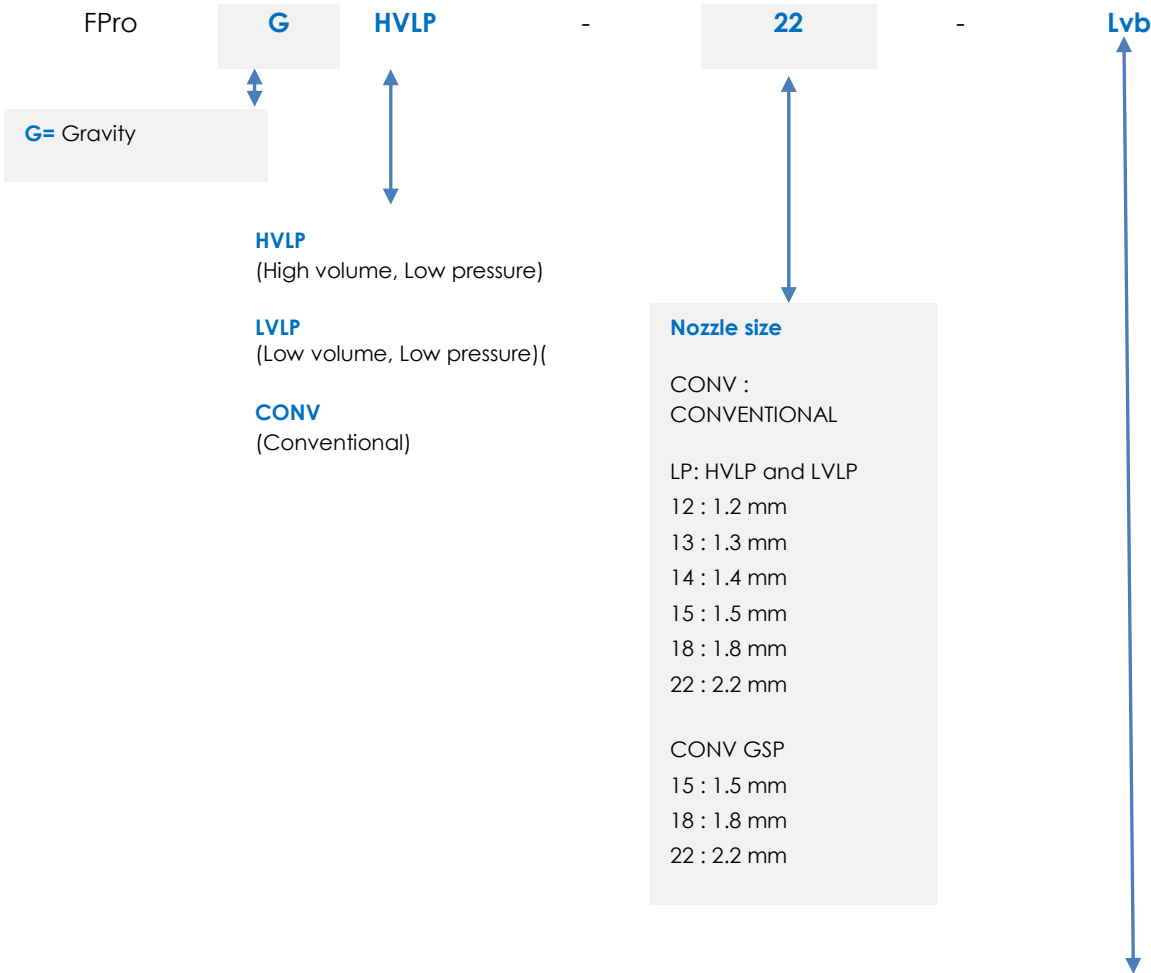 FPro G HVLP - 22 - Lvb
G= Gravity
HVLP
(High volume, Low pressure)
LVLP
(Low volume, Low pressure)(
CONV
(Conventional)
Nozzle size
CONV :
CONVENTIONAL
LP: HVLP and LVLP
12 : 1.2 mm
13 : 1.3 mm
14 : 1.4 mm
15 : 1.5 mm
18 : 1.8 mm
22 : 2.2 mm
CONV GSP
15 : 1.5 mm
18 : 1.8 mm
22 : 2.2 mm